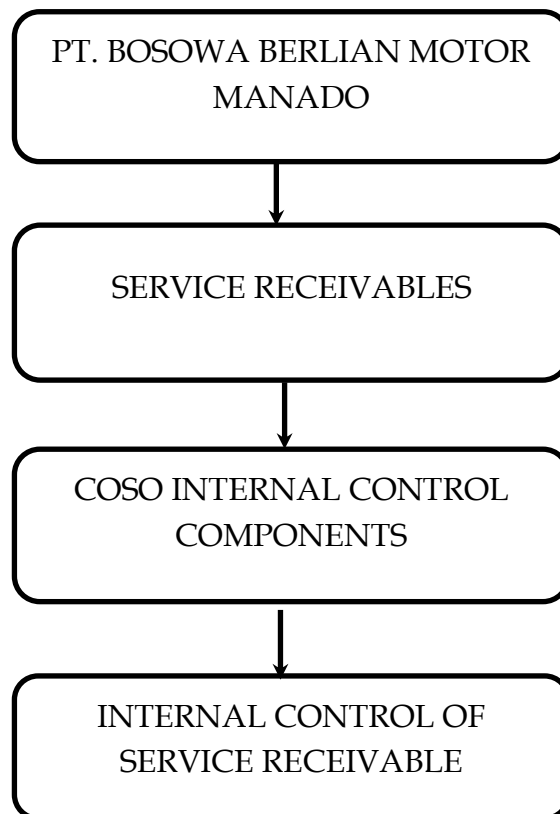 PT. BOSOWA BERLIAN MOTOR
MANADO
SERVICE RECEIVABLES
COSO INTERNAL CONTROL
COMPONENTS
INTERNAL CONTROL OF
SERVICE RECEIVABLE